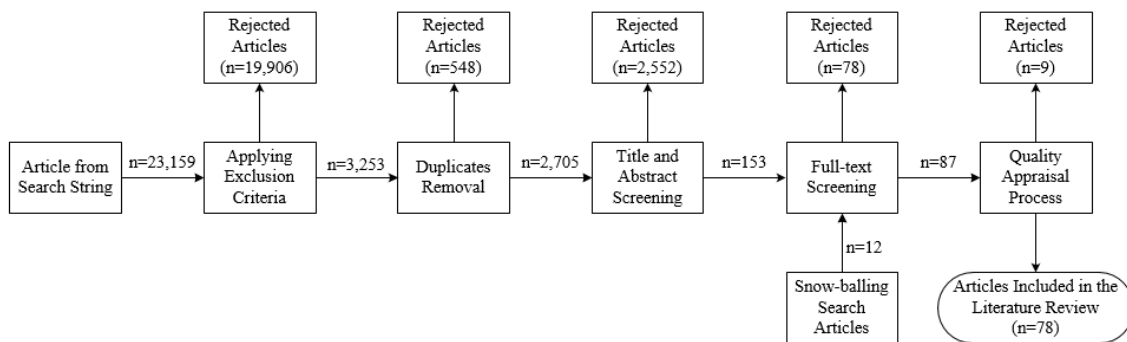 Rejected
Articles
(n=19,906)
Rejected
Articles
(n=548)
Rejected
Articles
(n=2,552)
Rejected
Articles
(n=78)
Rejected
Articles
(n=9)
Article from
Search String
n=23,159
Applying
Exclusion
Criteria
n=3,253
Duplicates
Removal
n=2,705
Title and
Abstract
Screening
n=153
Full-text
Screening
n=87
Quality
Appraisal
Process
n=12
Snow-balling
Search
Articles
Articles Included in the
Literature Review
(n=78)